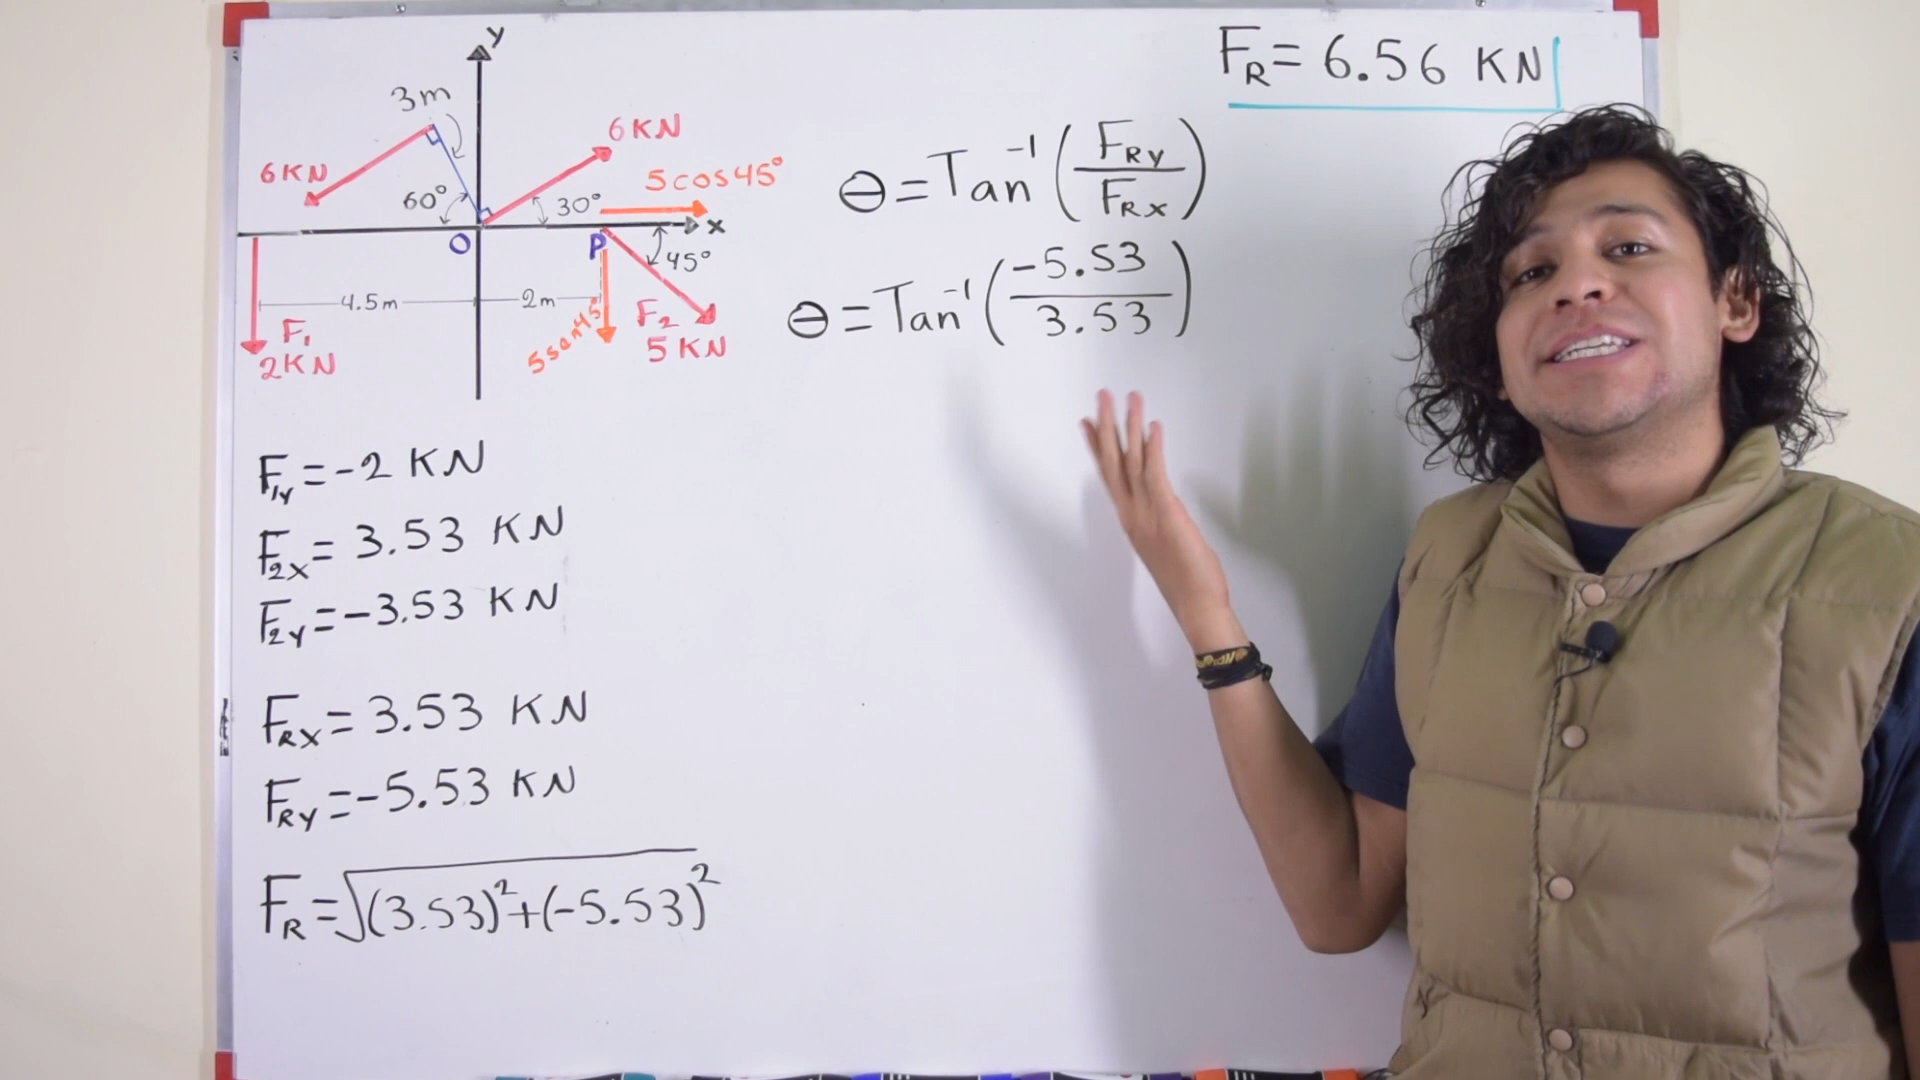 y
3m
6KN
6KN
5cos45°
60°
30°
x
O
P
45°
4.5m
2m
F₁
2KN
5sen45°
F₂
5 KN
F₁y = -2 KN
F₂x = 3.53 KN
F₂y = -3.53 KN
FRx = 3.53 KN
FRy = -5.53 KN
FR = √(3.53)² + (-5.53)²
FR = 6.56 KN
θ = Tan⁻¹ (FRy / FRx)
θ = Tan⁻¹ (-5.53 / 3.53)